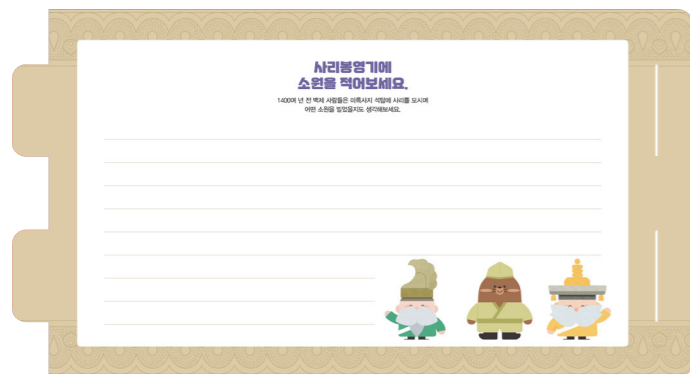 사리봉영기에
소원을 적어보세요.
1400여 년 전 백제 사람들은 미륵사지 석탑에 사리를 모시며
어떤 소원을 빌었을지도 생각해보세요.